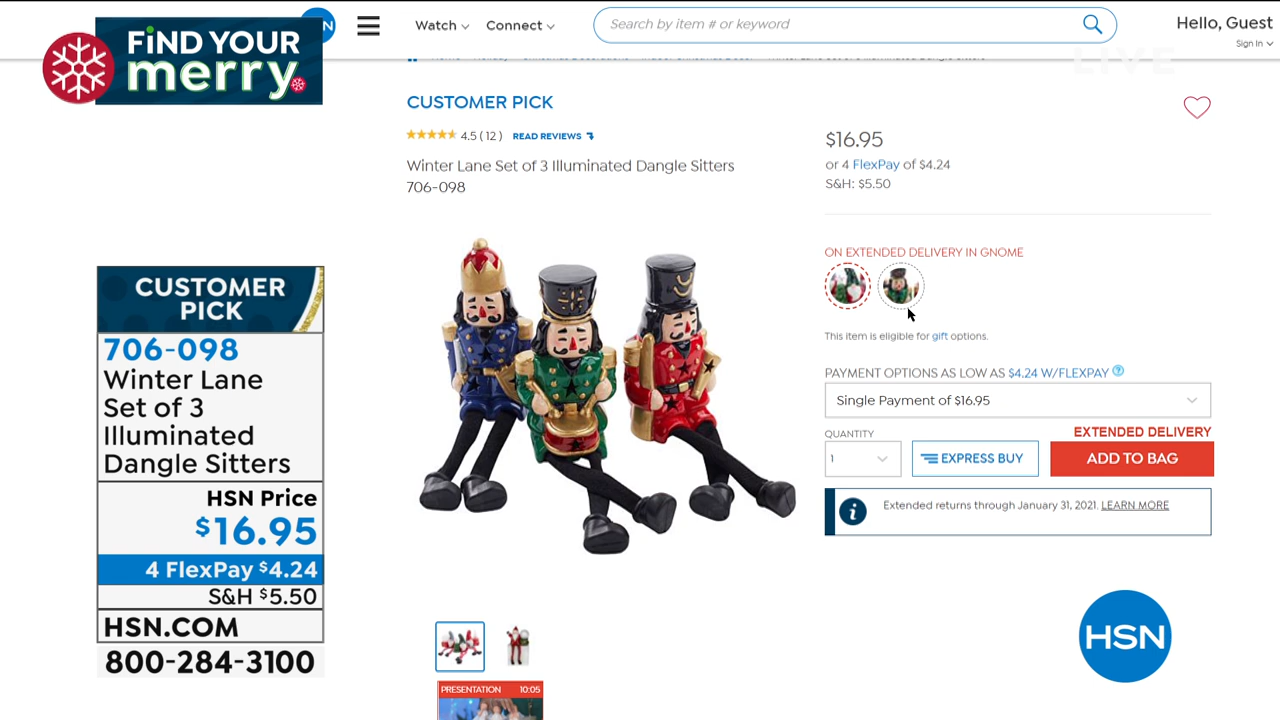 FiND YOUR
merry.
N
Watch
Connect
Search by item # or keyword
Hello, Guest
Sign In
LIVE
CUSTOMER PICK
4.5 (12)
READ REVIEWS
Winter Lane Set of 3 Illuminated Dangle Sitters
706-098
$16.95
or 4 FlexPay of $4.24
S&H: $5.50
ON EXTENDED DELIVERY IN GNOME
This item is eligible for gift options.
PAYMENT OPTIONS AS LOW AS $4.24 W/FLEXPAY ?
Single Payment of $16.95
QUANTITY
EXTENDED DELIVERY
1
EXPRESS BUY
ADD TO BAG
i
Extended returns through January 31, 2021. LEARN MORE
CUSTOMER
PICK
706-098
Winter Lane
Set of 3
Illuminated
Dangle Sitters
HSN Price
$16.95
4 FlexPay $4.24
S&H $5.50
HSN.COM
800-284-3100
PRESENTATION 10:05
HSN